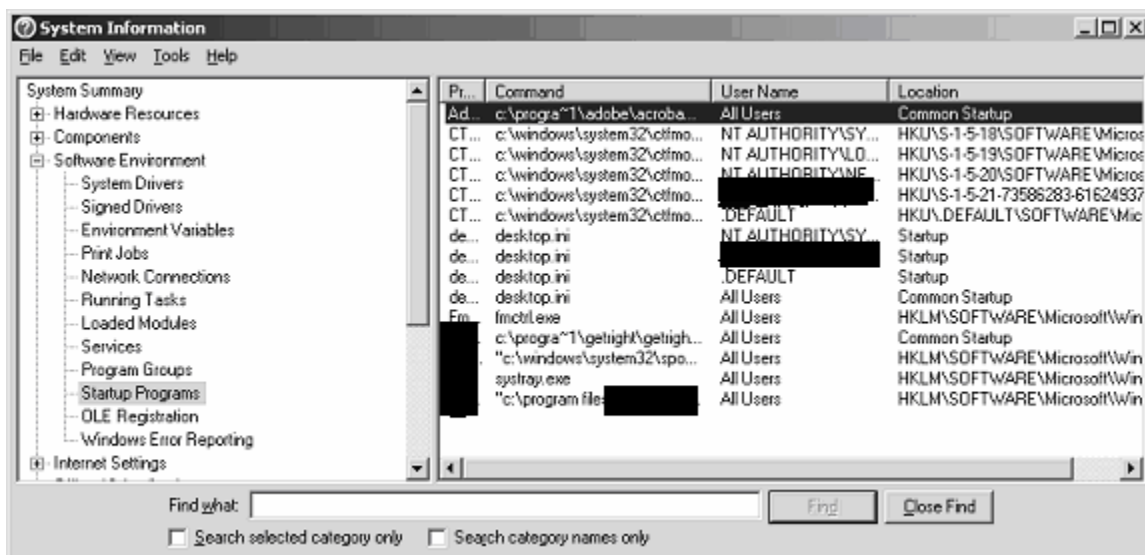 System Information
File Edit View Tools Help
System Summary
Hardware Resources
Components
Software Environment
System Drivers
Signed Drivers
Environment Variables
Print Jobs
Network Connections
Running Tasks
Loaded Modules
Services
Program Groups
Startup Programs
OLE Registration
Windows Error Reporting
Internet Settings
Pr... Command User Name Location
Ad... c:\progra~1\adobe\acroba... All Users Common Startup
CT... c:\windows\system32\ctfmo... NT AUTHORITY\SY... HKU\S-1-5-18\SOFTWARE\Micros
CT... c:\windows\system32\ctfmo... NT AUTHORITY\LO... HKU\S-1-5-19\SOFTWARE\Micros
CT... c:\windows\system32\ctfmo... NT AUTHORITY\NE... HKU\S-1-5-20\SOFTWARE\Micros
CT... c:\windows\system32\ctfmo... HKU\S-1-5-21-73586283-61624937
CT... c:\windows\system32\ctfmo... .DEFAULT HKU\.DEFAULT\SOFTWARE\Mic
de... desktop.ini NT AUTHORITY\SY... Startup
de... desktop.ini Startup
de... desktop.ini .DEFAULT Startup
de... desktop.ini All Users Common Startup
Fm... fmctrl.exe All Users HKLM\SOFTWARE\Microsoft\Win
c:\progra~1\getright\getrigh... All Users Common Startup
"c:\windows\system32\spo... All Users HKLM\SOFTWARE\Microsoft\Win
systray.exe All Users HKLM\SOFTWARE\Microsoft\Win
"c:\program files All Users HKLM\SOFTWARE\Microsoft\Win
Find what: Find Close Find
Search selected category only Search category names only